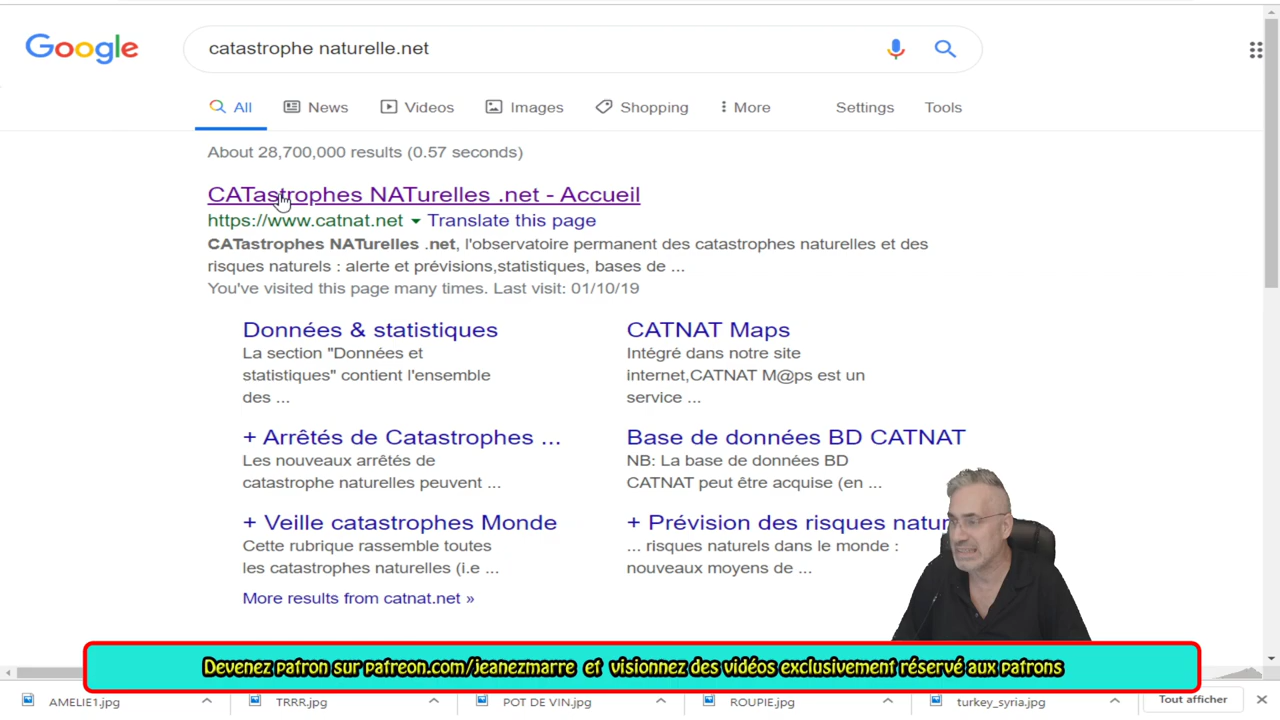 Google
catastrophe naturelle.net
All
News
Videos
Images
Shopping
More
Settings
Tools
About 28,700,000 results (0.57 seconds)
CATastrophes NATurelles .net - Accueil
https://www.catnat.net Translate this page
CATastrophes NATurelles .net, l'observatoire permanent des catastrophes naturelles et des
risques naturels : alerte et prévisions,statistiques, bases de ...
You've visited this page many times. Last visit: 01/10/19
Données & statistiques
La section "Données et
statistiques" contient l'ensemble
des ...
CATNAT Maps
Intégré dans notre site
internet,CATNAT M@ps est un
service ...
+ Arrêtés de Catastrophes ...
Les nouveaux arrêtés de
catastrophe naturelles peuvent ...
Base de données BD CATNAT
NB: La base de données BD
CATNAT peut être acquise (en ...
+ Veille catastrophes Monde
Cette rubrique rassemble toutes
les catastrophes naturelles (i.e ...
+ Prévision des risques natur
... risques naturels dans le monde :
nouveaux moyens de ...
More results from catnat.net »
Devenez patron sur patreon.com/jeanezmarre et visionnez des vidéos exclusivement réservé aux patrons
AMELIE1.jpg
TRRR.jpg
POT DE VIN.jpg
ROUPIE.jpg
turkey_syria.jpg
Tout afficher